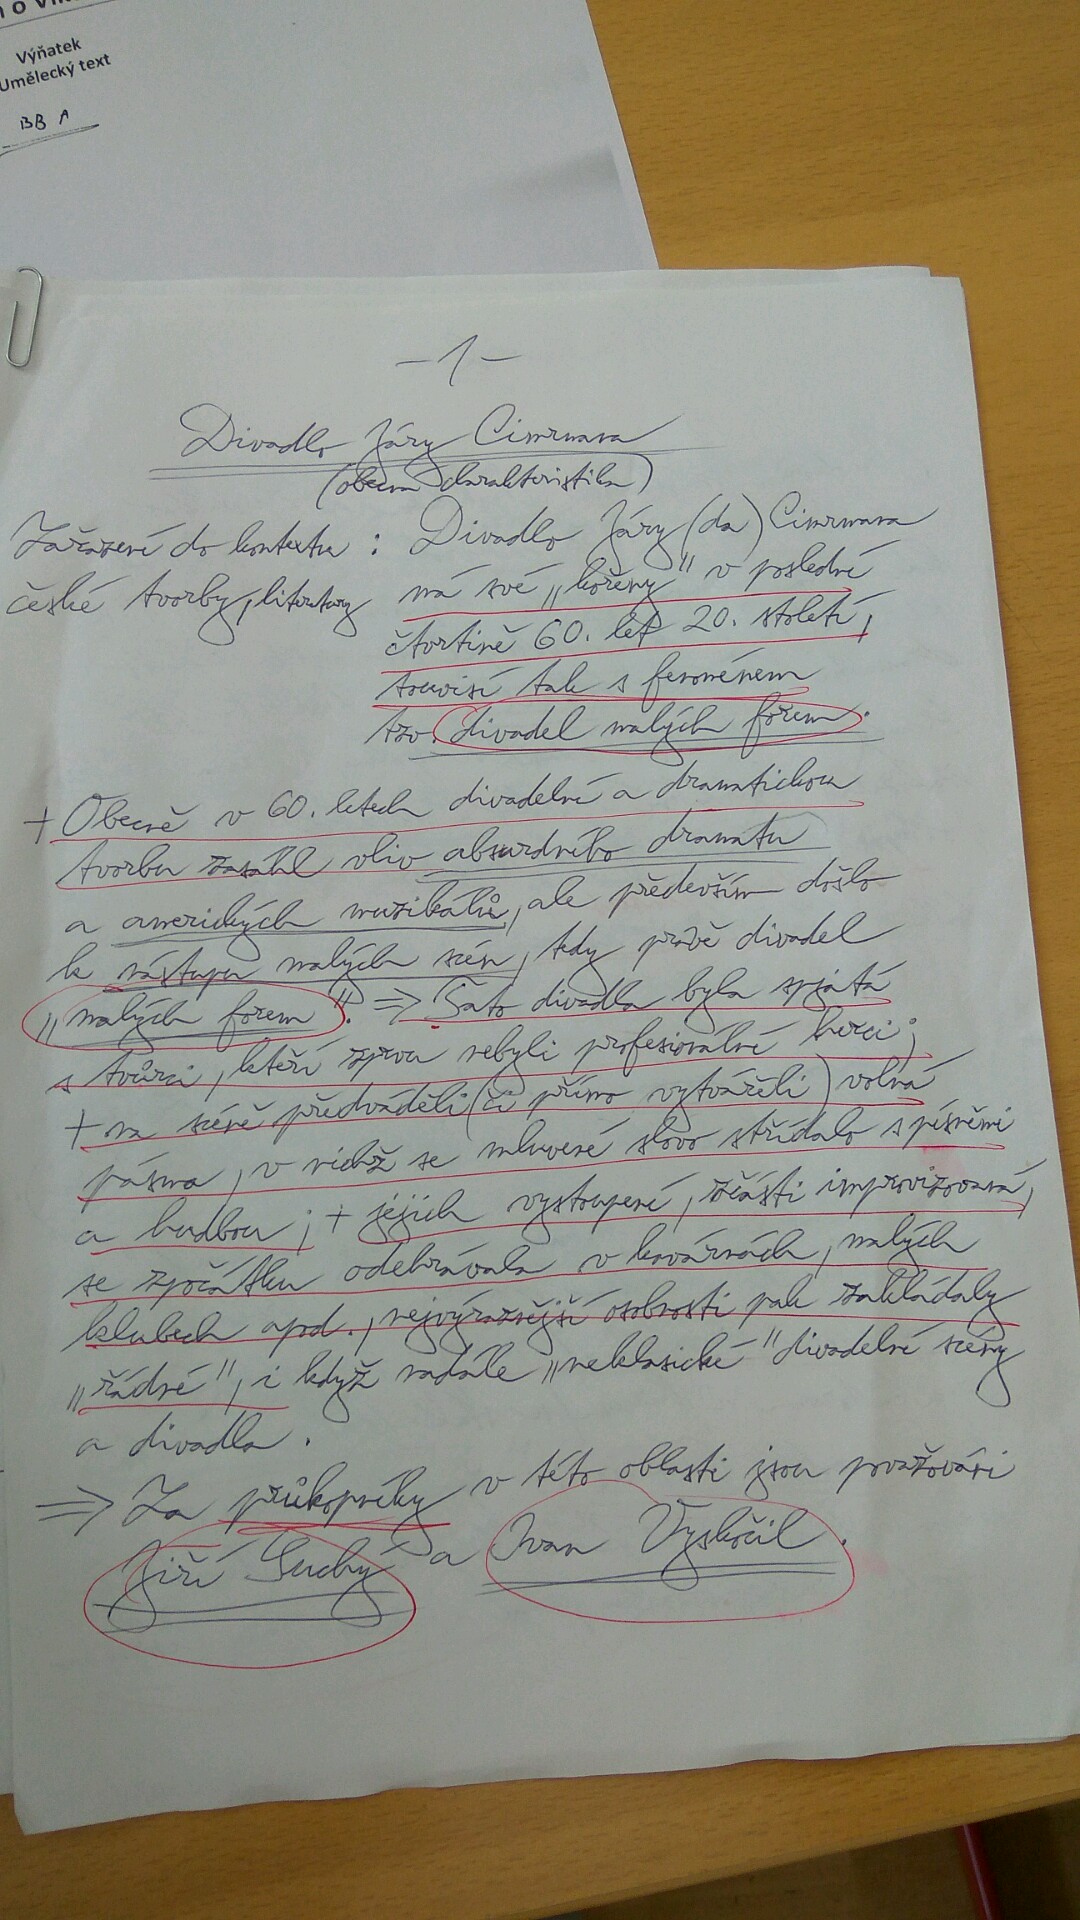 Výňatek
Umělecký text
BB A
-1-
Divadlo Járy Cimrmana
(obecná charakteristika)
Zařazení do kontextu : Divadlo Járy (da) Cimrmana
české tvorby, literatury má své „kořeny" v poslední
čtvrtině 60. let 20. století,
souvisí tak s fenoménem
tzv. divadel malých forem.
+ Obecně v 60. letech divadelní a dramatickou
tvorbu zasáhl vliv absurdního dramatu
a amerických muzikálů, ale především došlo
k nástupu malých scén, tedy právě divadel
„malých forem". => Tato divadla byla spjatá
s tvůrci, kteří zprvu nebyli profesionální herci;
+ na scéně předváděli (či přímo vytvářeli) volná
pásma, v nichž se mluvené slovo střídalo s písněmi
a hudbou; + jejich vystoupení, zčásti improvizovaná,
se zpočátku odehrávala v kavárnách, malých
klubech apod., nejvýraznější osobnosti pak zakládaly
„řádné", i když nadále „neklasické" divadelní scény
a divadla.
=> Za průkopníky v této oblasti jsou považováni
Jiří Suchý a Ivan Vyskočil.